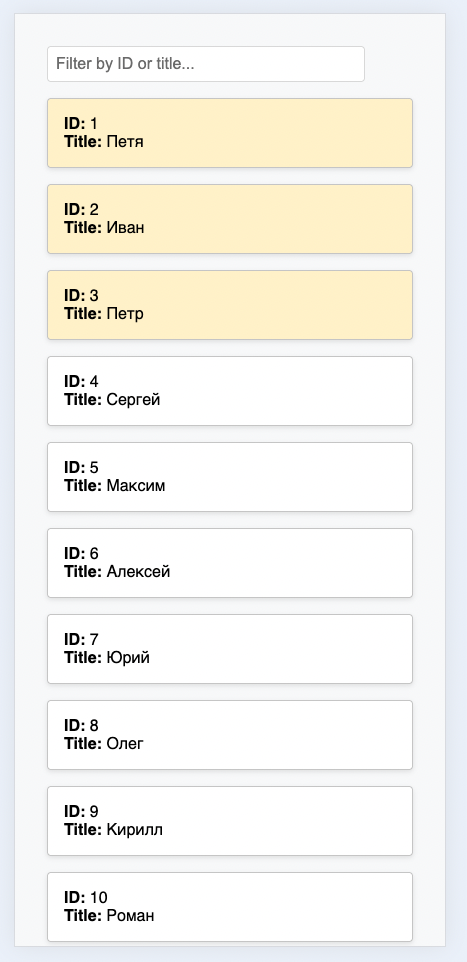 Filter by ID or title...
ID: 1
Title: Петя
ID: 2
Title: Иван
ID: 3
Title: Петр
ID: 4
Title: Сергей
ID: 5
Title: Максим
ID: 6
Title: Алексей
ID: 7
Title: Юрий
ID: 8
Title: Олег
ID: 9
Title: Кирилл
ID: 10
Title: Роман